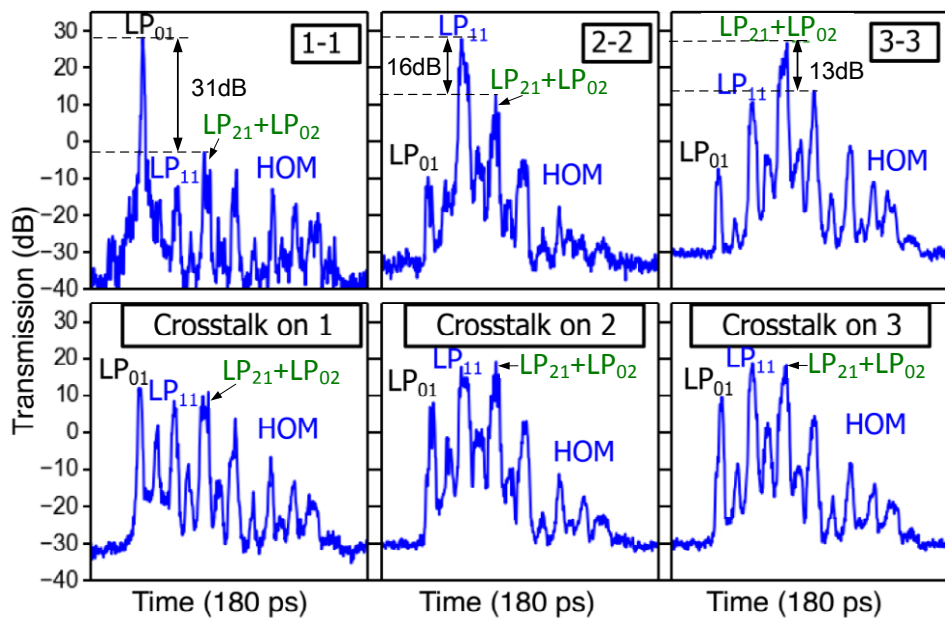 Transmission (dB)
30
20
10
0
−10
−20
−30
−40
LP01
1-1
31dB
LP21+LP02
LP11
HOM
LP11
2-2
16dB
LP21+LP02
LP01
HOM
LP21+LP02
3-3
13dB
LP11
LP01
HOM
30
20
10
0
−10
−20
−30
−40
Crosstalk on 1
LP01
LP11
LP21+LP02
HOM
Crosstalk on 2
LP11
LP01
LP21+LP02
HOM
Crosstalk on 3
LP11
LP01
LP21+LP02
HOM
Time (180 ps)
Time (180 ps)
Time (180 ps)